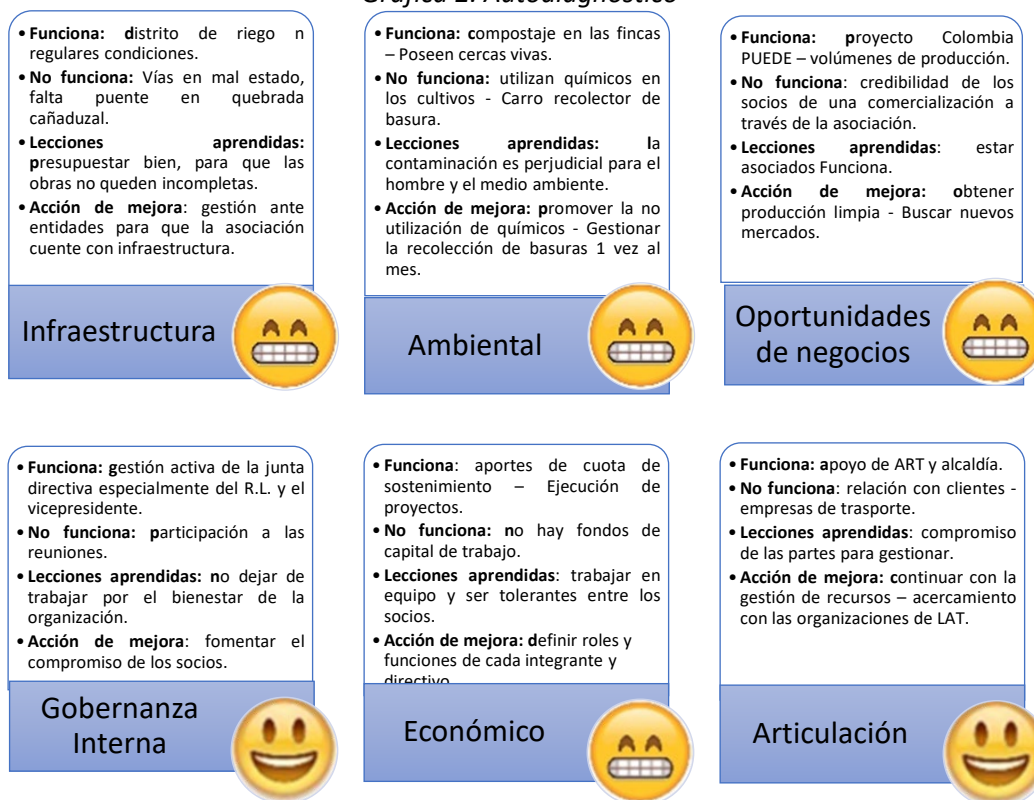 Gráfica 2. Autodiagnóstico
• Funciona: distrito de riego n
regulares condiciones.
• No funciona: Vías en mal estado,
falta puente en quebrada
cañaduzal.
• Lecciones aprendidas:
presupuestar bien, para que las
obras no queden incompletas.
• Acción de mejora: gestión ante
entidades para que la asociación
cuente con infraestructura.
Infraestructura
• Funciona: compostaje en las fincas
– Poseen cercas vivas.
• No funciona: utilizan químicos en
los cultivos - Carro recolector de
basura.
• Lecciones aprendidas: la
contaminación es perjudicial para el
hombre y el medio ambiente.
• Acción de mejora: promover la no
utilización de químicos - Gestionar
la recolección de basuras 1 vez al
mes.
Ambiental
• Funciona: proyecto Colombia
PUEDE – volúmenes de producción.
• No funciona: credibilidad de los
socios de una comercialización a
través de la asociación.
• Lecciones aprendidas: estar
asociados Funciona.
• Acción de mejora: obtener
producción limpia - Buscar nuevos
mercados.
Oportunidades
de negocios
• Funciona: gestión activa de la junta
directiva especialmente del R.L. y el
vicepresidente.
• No funciona: participación a las
reuniones.
• Lecciones aprendidas: no dejar de
trabajar por el bienestar de la
organización.
• Acción de mejora: fomentar el
compromiso de los socios.
Gobernanza
Interna
• Funciona: aportes de cuota de
sostenimiento – Ejecución de
proyectos.
• No funciona: no hay fondos de
capital de trabajo.
• Lecciones aprendidas: trabajar en
equipo y ser tolerantes entre los
socios.
• Acción de mejora: definir roles y
funciones de cada integrante y
directivo
Económico
• Funciona: apoyo de ART y alcaldía.
• No funciona: relación con clientes -
empresas de transporte.
• Lecciones aprendidas: compromiso
de las partes para gestionar.
• Acción de mejora: continuar con la
gestión de recursos – acercamiento
con las organizaciones de LAT.
Articulación